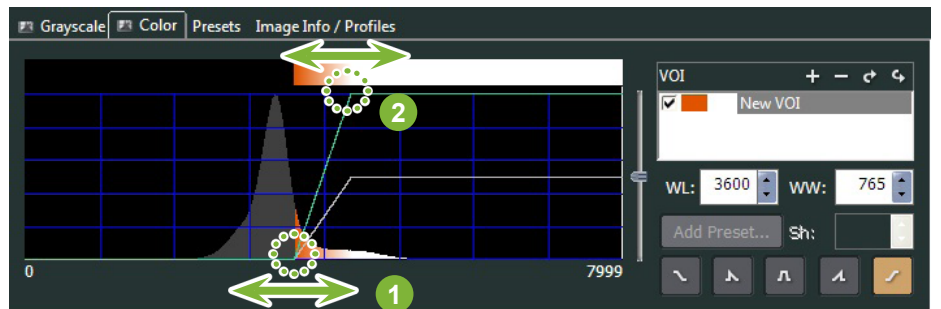 Grayscale Color Presets Image Info / Profiles
2
VOI + −
New VOI
WL: 3600 WW: 765
Add Preset... Sh:
0 7999
1